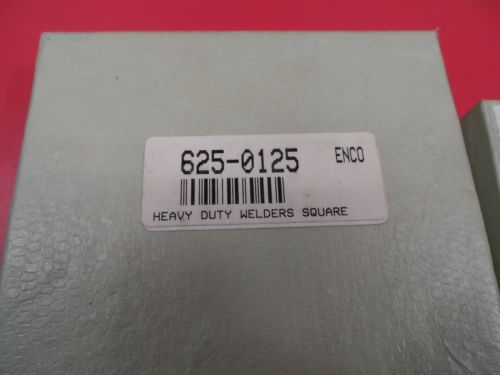 625-0125 ENCO
HEAVY DUTY WELDERS SQUARE